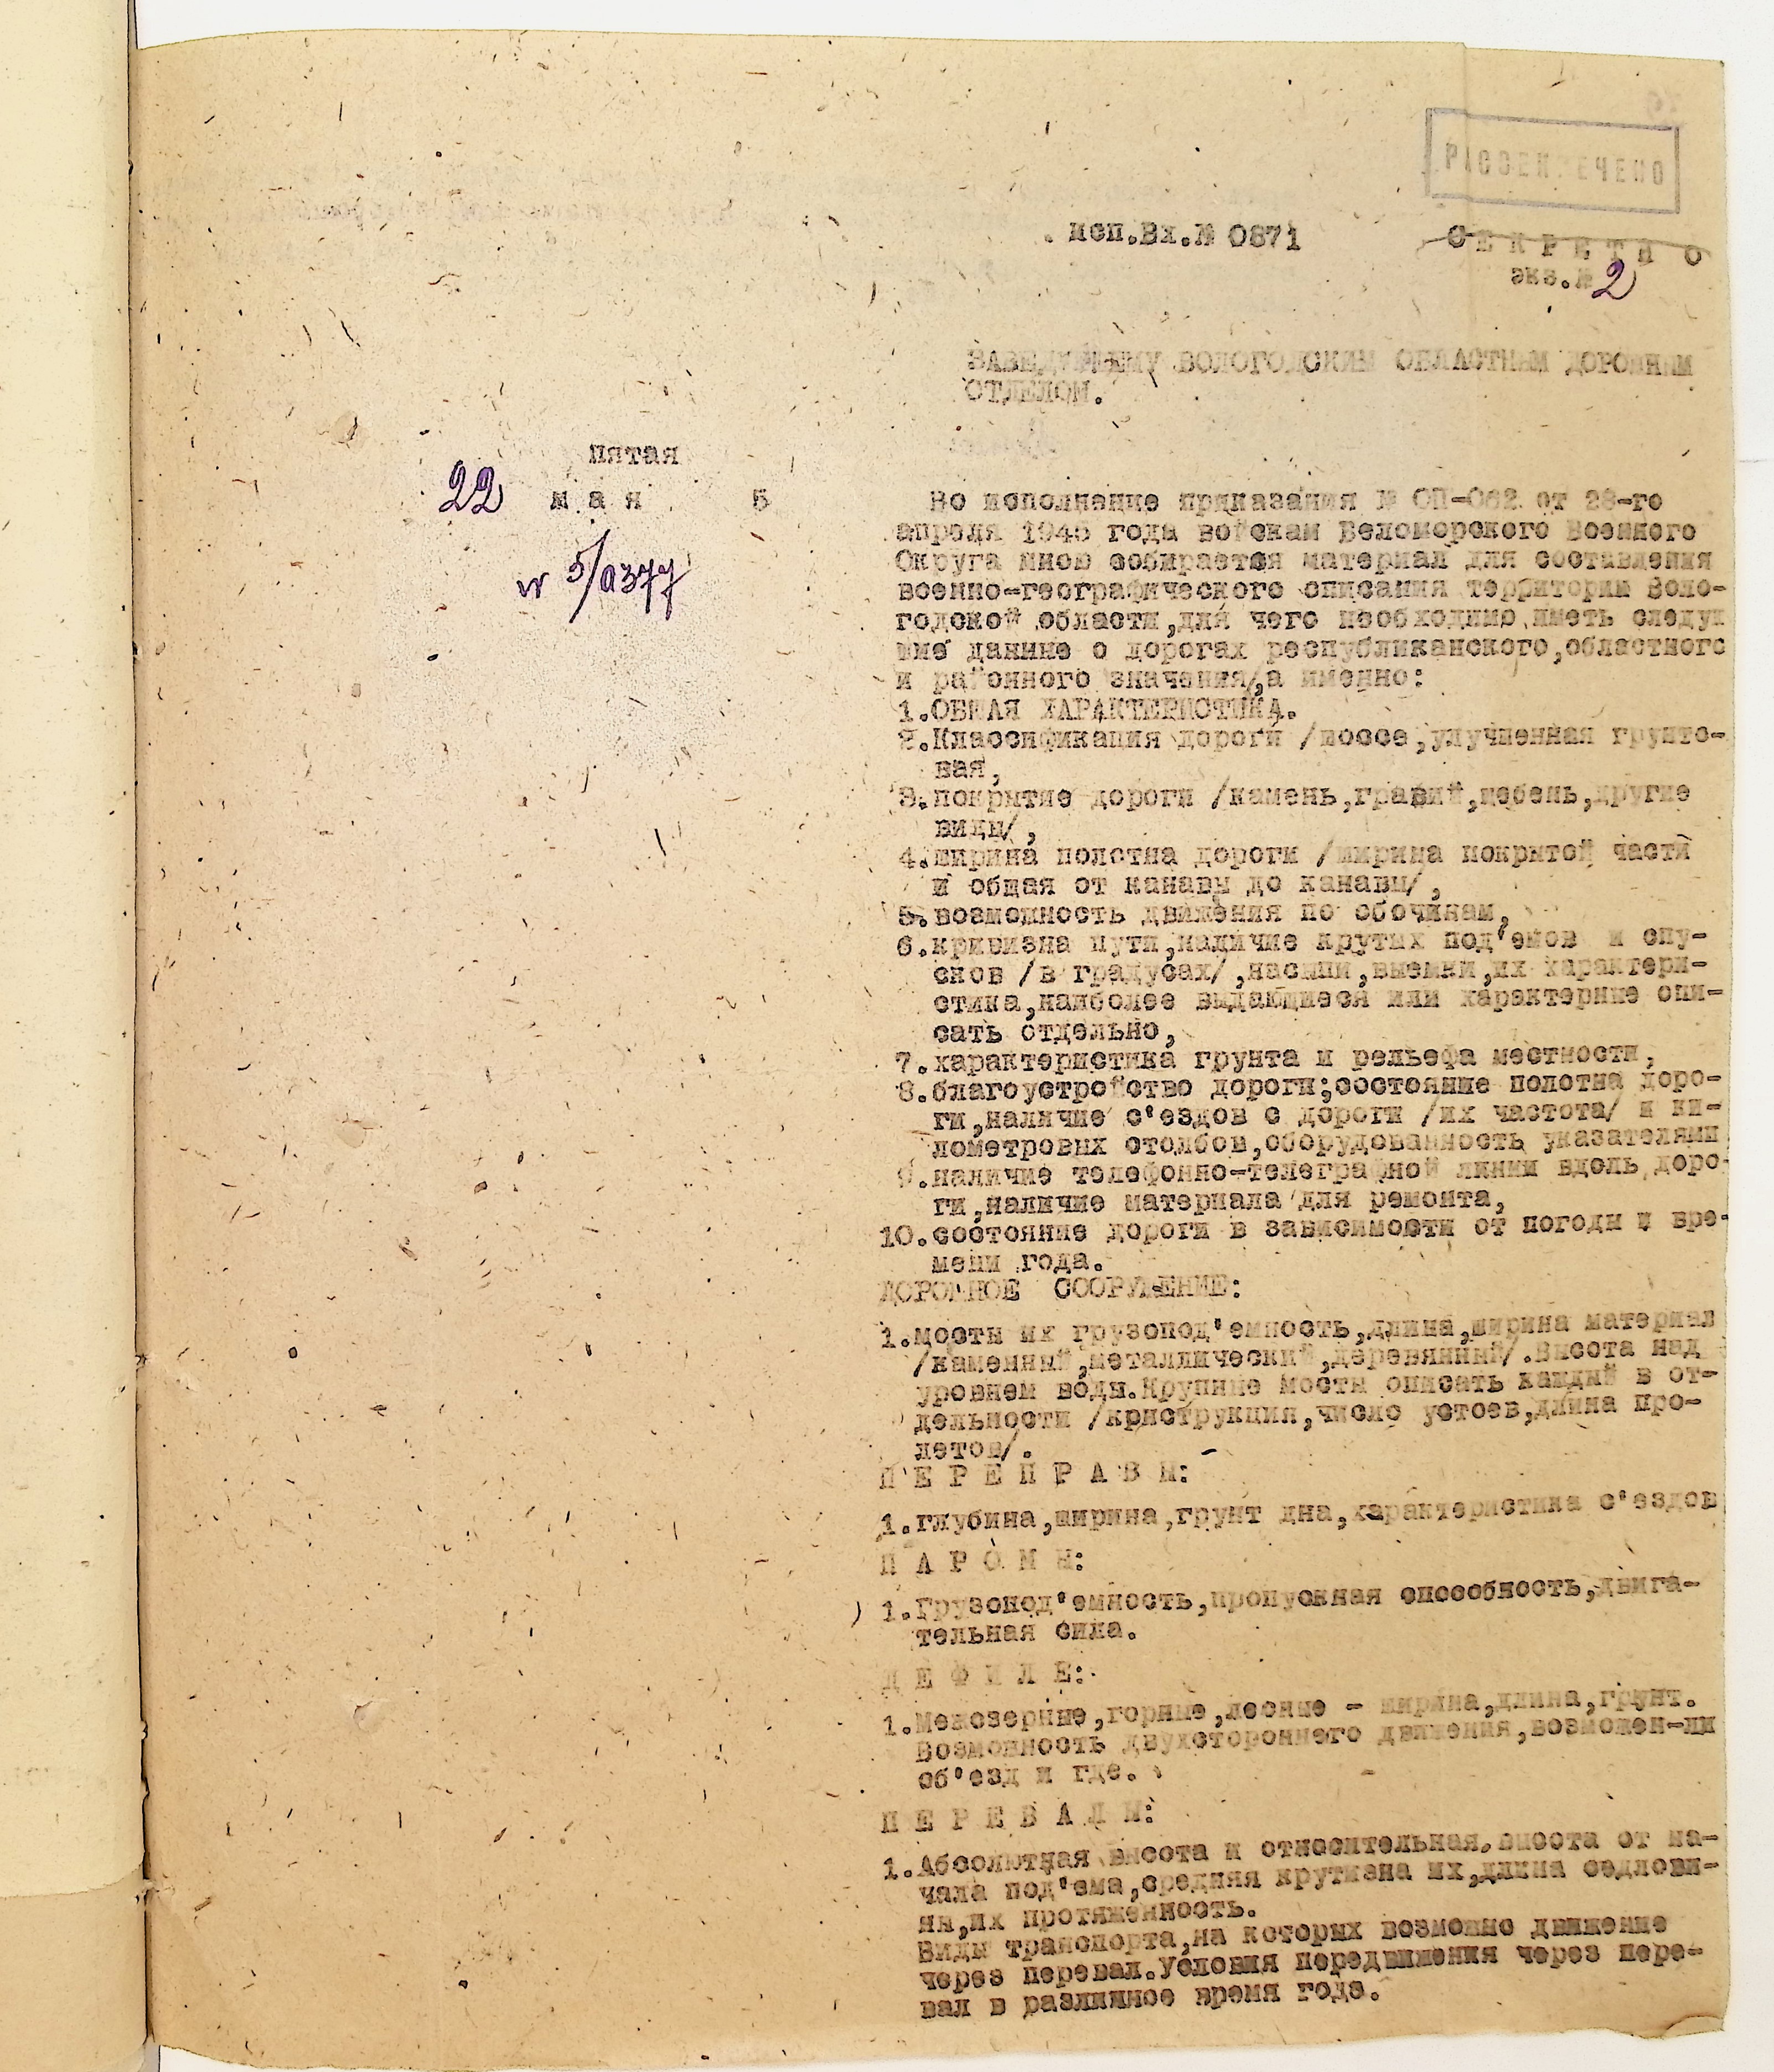 РАССЕКРЕЧЕНО
исп.Вх.№ 0871
С Е К Р Е Т Н О
экз.№ 2
ЗАВЕДУЮЩЕМУ ВОЛОГОДСКИМ ОБЛАСТНЫМ ДОРОЖНЫМ
ОТДЕЛОМ.
пятая
22 м а я 5
№ 5/0377
Во исполнение приказания № ОП-062 от 28-го
апреля 1945 года войскам Беломорского Военного
Округа мною собирается материал для составления
военно-географического описания территории Воло-
годской области,для чего необходимо иметь следую
щие данные о дорогах республиканского,областного
и районного значения,а именно:
1.ОБЩАЯ ХАРАКТЕРИСТИКА.
2.Классификация дороги /шоссе,улучшенная грунто-
вая,
3.покрытие дороги /камень,гравий,щебень,другие
виды/,
4.ширина полотна дороги /ширина покрытой части
и общая от канавы до канавы/,
5.возможность движения по обочинам,
6.кривизна пути,наличие крутых под'емов и спу-
сков /в градусах/,насыпи,выемки,их характери-
стика,наиболее выдающиеся или характерные опи-
сать отдельно,
7.характеристика грунта и рельефа местности,
8.благоустройство дороги;состояние полотна доро-
ги,наличие с'ездов с дороги /их частота/ и ки-
лометровых столбов,оборудованность указателями
9.наличие телефонно-телеграфной линии вдоль доро-
ги,наличие материала для ремонта,
10.состояние дороги в зависимости от погоды и вре-
мени года.
ДОРОЖНОЕ СООРУЖЕНИЕ:
1.мосты их грузопод'емность,длина,ширина материал
/каменный,металлический,деревянный/.Высота над
уровнем воды.Крупные мосты описать каждый в от-
дельности /крнструкция,число устоев,длина про-
летов/.
П Е Р Е П Р А В Ы:
1.глубина,ширина,грунт дна,характеристика с'ездов
П А Р О М Ы:
1.Грузопод'емность,пропускная способность,двига-
тельная сила.
Д Е Ф И Л Е:
1.Межозерные,горные,лесные - ширина,длина,грунт.
Возможность двухстороннего движения,возможен-ли
об'езд и где.
П Е Р Е В А Л Ы:
1.Абсолютная высота и относительная,высота от на-
чала под'ема,средняя крутизна их,длина седлови-
ны,их протяженность.
Виды транспорта,на которых возможно движение
через перевал.Условия передвижения через пере-
вал в различное время года.